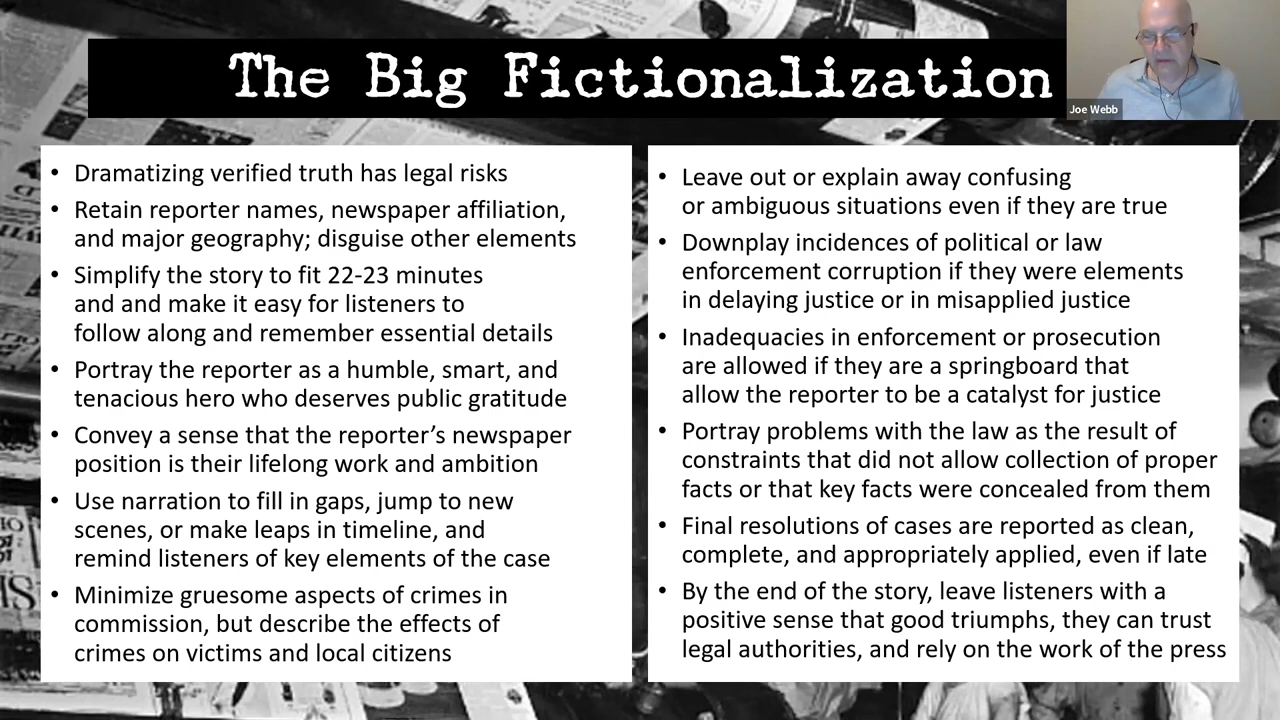 The Big Fictionalization
Joe Webb
• Dramatizing verified truth has legal risks
• Retain reporter names, newspaper affiliation,
and major geography; disguise other elements
• Simplify the story to fit 22-23 minutes
and and make it easy for listeners to
follow along and remember essential details
• Portray the reporter as a humble, smart, and
tenacious hero who deserves public gratitude
• Convey a sense that the reporter’s newspaper
position is their lifelong work and ambition
• Use narration to fill in gaps, jump to new
scenes, or make leaps in timeline, and
remind listeners of key elements of the case
• Minimize gruesome aspects of crimes in
commission, but describe the effects of
crimes on victims and local citizens
• Leave out or explain away confusing
or ambiguous situations even if they are true
• Downplay incidences of political or law
enforcement corruption if they were elements
in delaying justice or in misapplied justice
• Inadequacies in enforcement or prosecution
are allowed if they are a springboard that
allow the reporter to be a catalyst for justice
• Portray problems with the law as the result of
constraints that did not allow collection of proper
facts or that key facts were concealed from them
• Final resolutions of cases are reported as clean,
complete, and appropriately applied, even if late
• By the end of the story, leave listeners with a
positive sense that good triumphs, they can trust
legal authorities, and rely on the work of the press